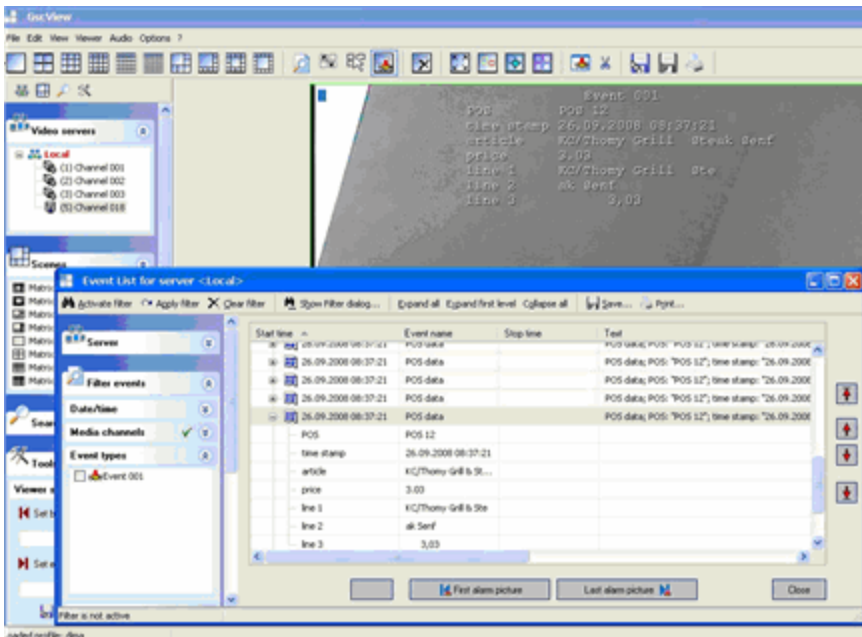 GscView
File Edit View Viewer Audio Options ?
Event 001
POS POS 12
time stamp 26.09.2008 08:37:21
article KC/Thomy Grill &Steak Senf
price 3.03
line 1 KC/Thomy Grill &Ste
line 2 ak Senf
line 3 3,03
Video servers
Local
(1) Channel 001
(2) Channel 002
(3) Channel 003
(5) Channel 018
Scenes
Event List for server <Local>
Activate filter Apply filter Clear filter Show Filter dialog... Expand all Expand first level Collapse all Save... Print...
Server
Filter events
Date/time
Media channels
Event types
Event 001
Start time Event name Stop time Text
26.09.2008 08:37:21 POS data POS data; POS: "POS 12"; time stamp: "26.09.2008
26.09.2008 08:37:21 POS data POS data; POS: "POS 12"; time stamp: "26.09.2008
26.09.2008 08:37:21 POS data POS data; POS: "POS 12"; time stamp: "26.09.2008
26.09.2008 08:37:21 POS data POS data; POS: "POS 12"; time stamp: "26.09.2008
POS POS 12
time stamp 26.09.2008 08:37:21
article KC/Thomy Grill & St...
price 3.03
line 1 KC/Thomy Grill & Ste
line 2 ak Senf
line 3 3,03
First alarm picture Last alarm picture Close
Filter is not active